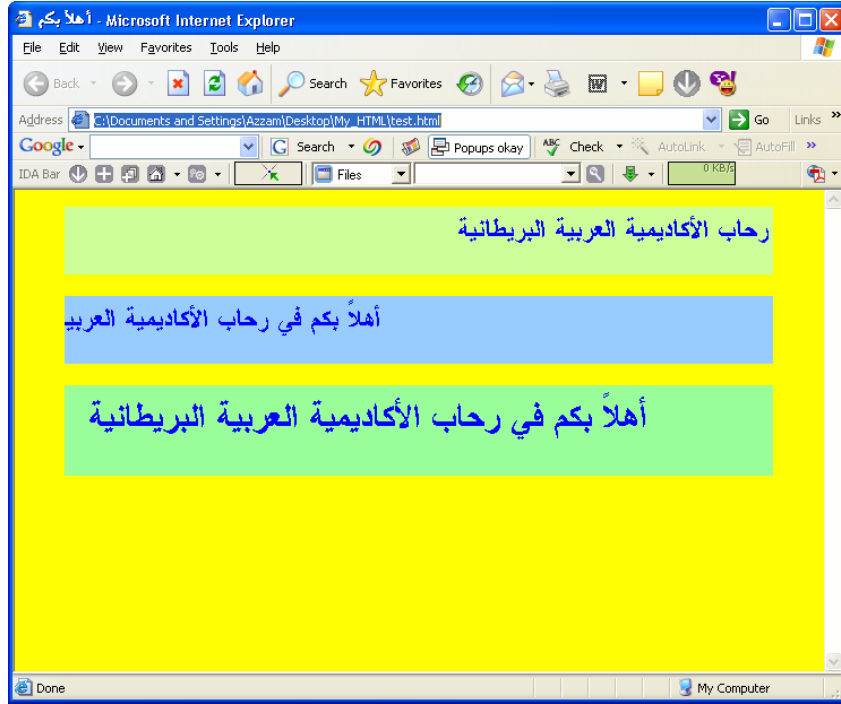 أهلاً بكم - Microsoft Internet Explorer
File Edit View Favorites Tools Help
Back Search Favorites
Address C:\Documents and Settings\Azzam\Desktop\My_HTML\test.html Go Links »
Google Search Popups okay ABC Check AutoLink AutoFill »
IDA Bar Files 0 KB/s
رحاب الأكاديمية العربية البريطانية
أهلاً بكم في رحاب الأكاديمية العربي
أهلاً بكم في رحاب الأكاديمية العربية البريطانية
Done My Computer